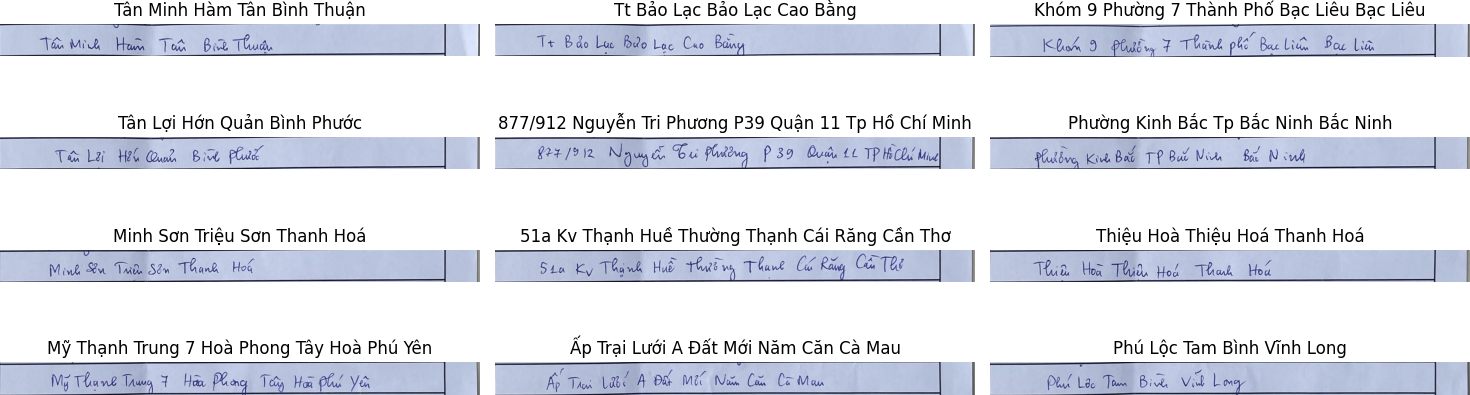 Tân Minh Hàm Tân Bình Thuận
Tt Bảo Lạc Bảo Lạc Cao Bằng
Khóm 9 Phường 7 Thành Phố Bạc Liêu Bạc Liêu
Tân Minh Hàm Tân Bình Thuận
Tt Bảo Lạc Bảo Lạc Cao Bằng
Khóm 9 phường 7 Thành phố Bạc Liêu Bạc Liêu
Tân Lợi Hớn Quản Bình Phước
877/912 Nguyễn Tri Phương P39 Quận 11 Tp Hồ Chí Minh
Phường Kinh Bắc Tp Bắc Ninh Bắc Ninh
Tân Lợi Hớn Quản Bình Phước
877/912 Nguyễn Tri Phương P 39 Quận 11 TP Hồ Chí Minh
phường Kinh Bắc TP Bắc Ninh Bắc Ninh
Minh Sơn Triệu Sơn Thanh Hoá
51a Kv Thạnh Huề Thường Thạnh Cái Răng Cần Thơ
Thiệu Hoà Thiệu Hoá Thanh Hoá
Minh Sơn Triệu Sơn Thanh Hoá
51a Kv Thạnh Huề Thường Thạnh Cái Răng Cần Thơ
Thiệu Hoà Thiệu Hoá Thanh Hoá
Mỹ Thạnh Trung 7 Hoà Phong Tây Hoà Phú Yên
Ấp Trại Lưới A Đất Mới Năm Căn Cà Mau
Phú Lộc Tam Bình Vĩnh Long
Mỹ Thạnh Trung 7 Hòa Phong Tây Hoà Phú Yên
Ấp Trại Lưới A Đất Mới Năm Căn Cà Mau
Phú Lộc Tam Bình Vĩnh Long